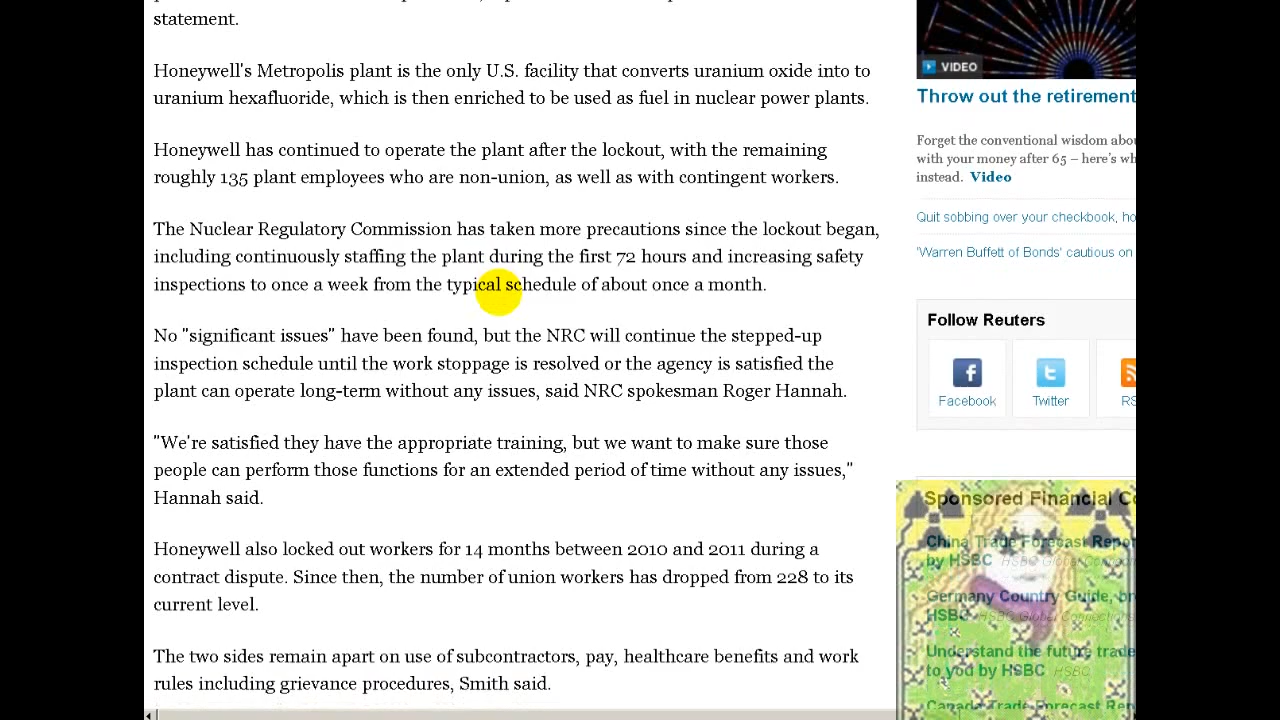 statement.
Honeywell's Metropolis plant is the only U.S. facility that converts uranium oxide into to
uranium hexafluoride, which is then enriched to be used as fuel in nuclear power plants.
Honeywell has continued to operate the plant after the lockout, with the remaining
roughly 135 plant employees who are non-union, as well as with contingent workers.
The Nuclear Regulatory Commission has taken more precautions since the lockout began,
including continuously staffing the plant during the first 72 hours and increasing safety
inspections to once a week from the typical schedule of about once a month.
No "significant issues" have been found, but the NRC will continue the stepped-up
inspection schedule until the work stoppage is resolved or the agency is satisfied the
plant can operate long-term without any issues, said NRC spokesman Roger Hannah.
"We're satisfied they have the appropriate training, but we want to make sure those
people can perform those functions for an extended period of time without any issues,"
Hannah said.
Honeywell also locked out workers for 14 months between 2010 and 2011 during a
contract dispute. Since then, the number of union workers has dropped from 228 to its
current level.
The two sides remain apart on use of subcontractors, pay, healthcare benefits and work
rules including grievance procedures, Smith said.
VIDEO
Throw out the retirement
Forget the conventional wisdom abou
with your money after 65 – here's wh
instead. Video
Quit sobbing over your checkbook, ho
'Warren Buffett of Bonds' cautious on
Follow Reuters
Facebook
Twitter
RS
Sponsored Financial Co
China Trade Forecast Repor
by HSBC HSBC Global Connection
Germany Country Guide, br
HSBC HSBC Global Connections
Understand the future trade
to you by HSBC HSBC
Canada Trade Forecast Rep